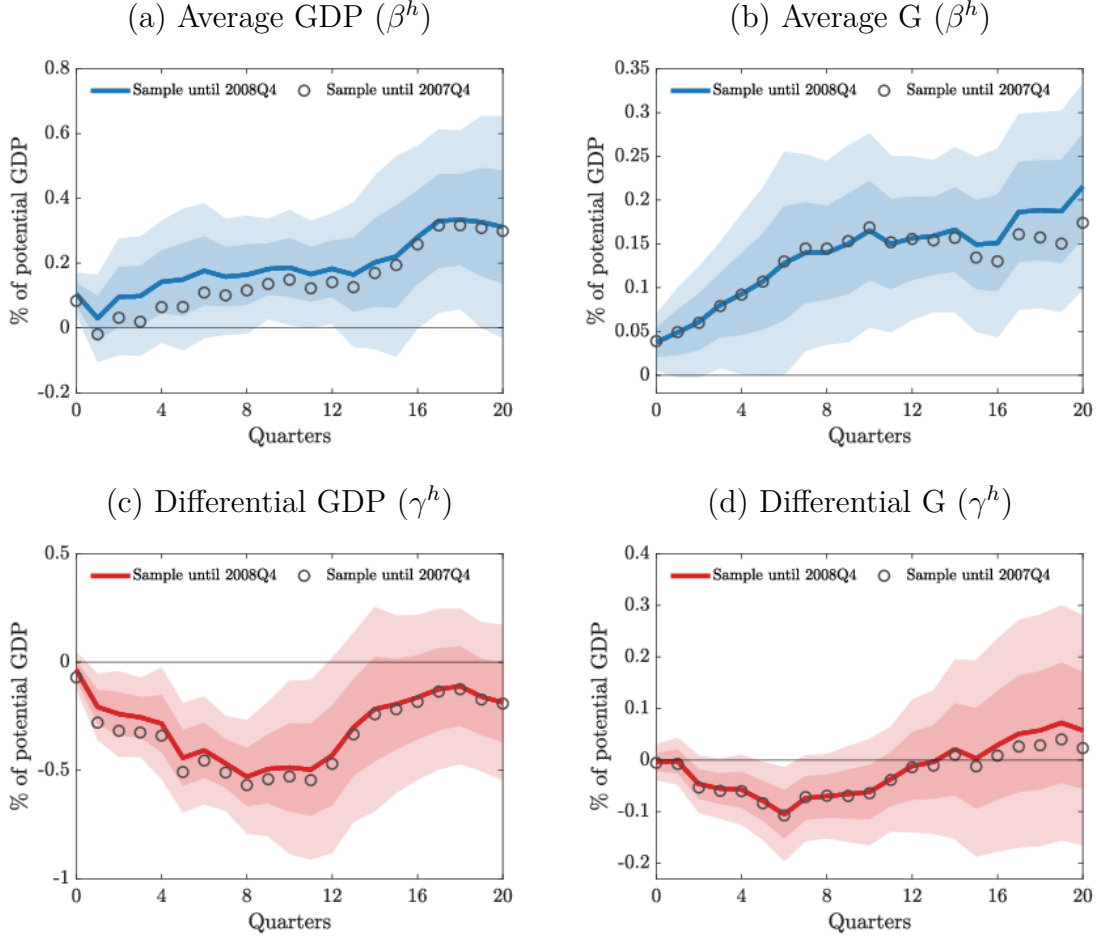 (a) Average GDP (β^h)
% of potential GDP
0.8
0.6
0.4
0.2
0
-0.2
Sample until 2008Q4
Sample until 2007Q4
0 4 8 12 16 20
Quarters
(b) Average G (β^h)
% of potential GDP
0.35
0.3
0.25
0.2
0.15
0.1
0.05
0
Sample until 2008Q4
Sample until 2007Q4
0 4 8 12 16 20
Quarters
(c) Differential GDP (γ^h)
% of potential GDP
0.5
0
-0.5
-1
Sample until 2008Q4
Sample until 2007Q4
0 4 8 12 16 20
Quarters
(d) Differential G (γ^h)
% of potential GDP
0.4
0.3
0.2
0.1
0
-0.1
-0.2
Sample until 2008Q4
Sample until 2007Q4
0 4 8 12 16 20
Quarters